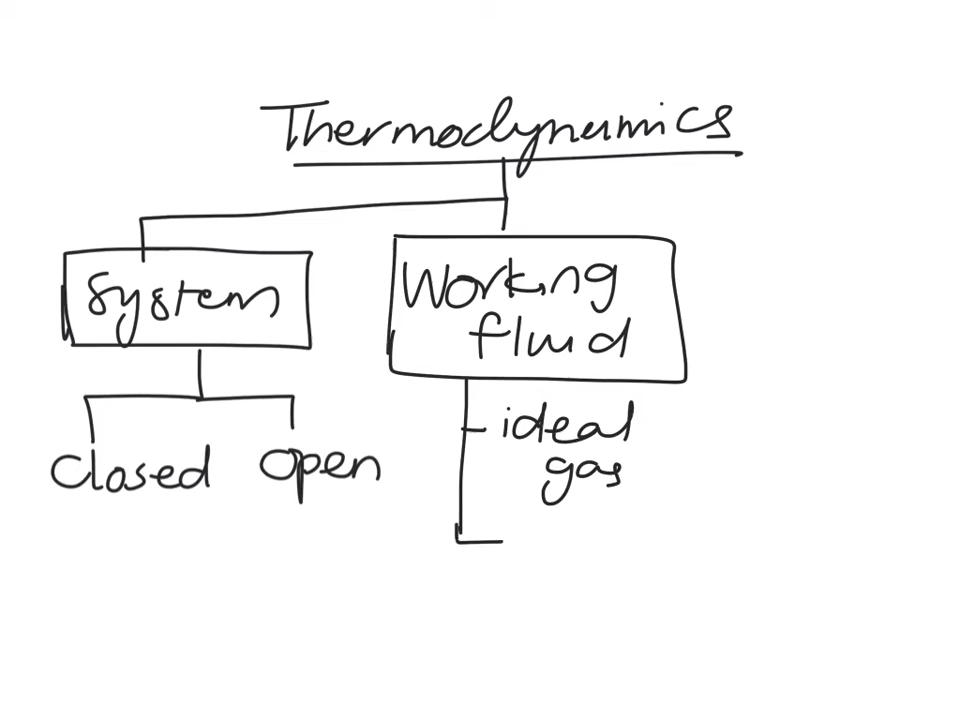 Thermodynamics
System
Working
fluid
Closed Open
ideal
gas